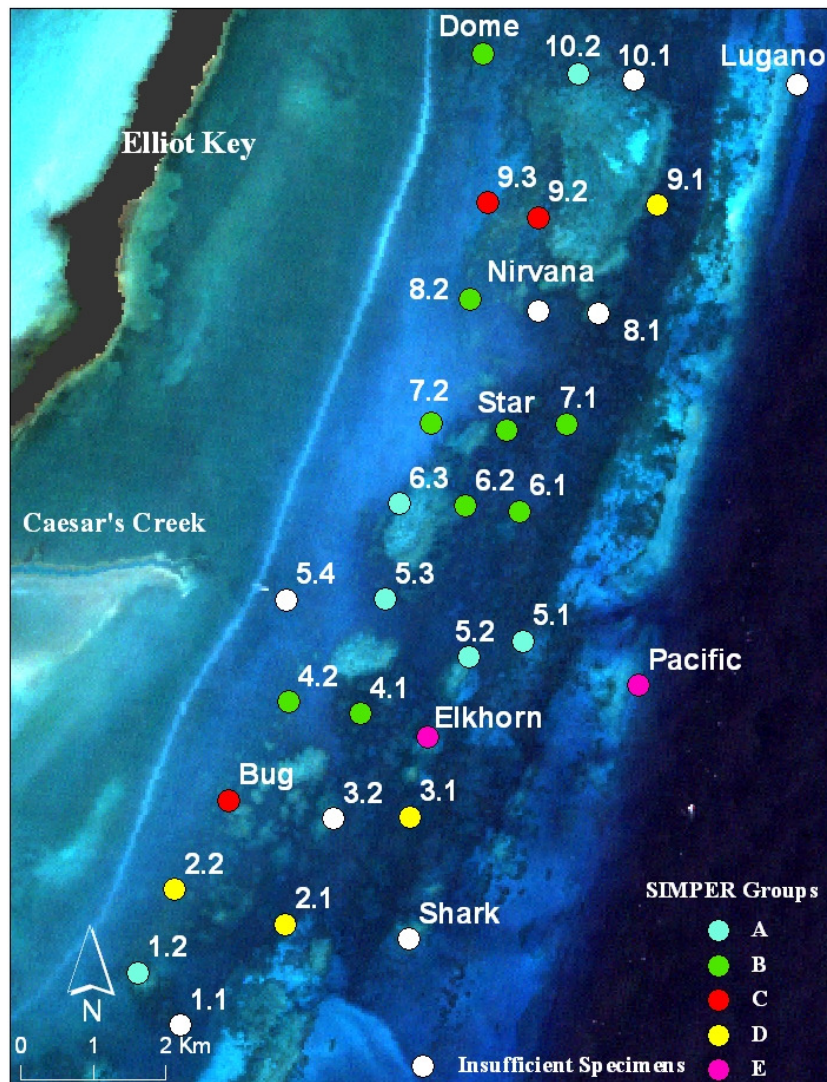 Dome
10.2
10.1
Lugano
Elliot Key
9.3
9.2
9.1
Nirvana
8.2
8.1
7.2
Star
7.1
6.3
6.2
6.1
Caesar's Creek
5.4
5.3
5.2
5.1
Pacific
4.2
4.1
Elkhorn
Bug
3.2
3.1
2.2
2.1
Shark
SIMPER Groups
A
B
1.2
C
N
1.1
D
0 1 2 Km
Insufficient Specimens
E